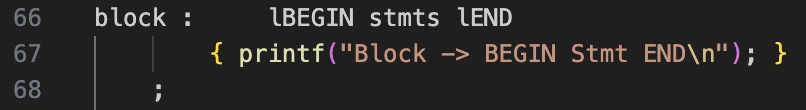 66 block : lBEGIN stmts lEND
67 { printf("Block -> BEGIN Stmt END\n"); }
68 ;